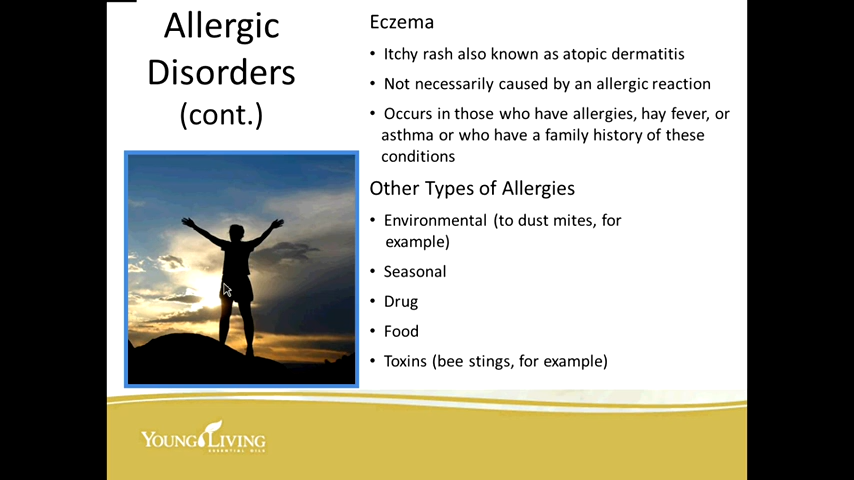 Allergic
Disorders
(cont.)
Eczema
• Itchy rash also known as atopic dermatitis
• Not necessarily caused by an allergic reaction
• Occurs in those who have allergies, hay fever, or
asthma or who have a family history of these
conditions
Other Types of Allergies
• Environmental (to dust mites, for
example)
• Seasonal
• Drug
• Food
• Toxins (bee stings, for example)
YOUNG LIVING
ESSENTIAL OILS